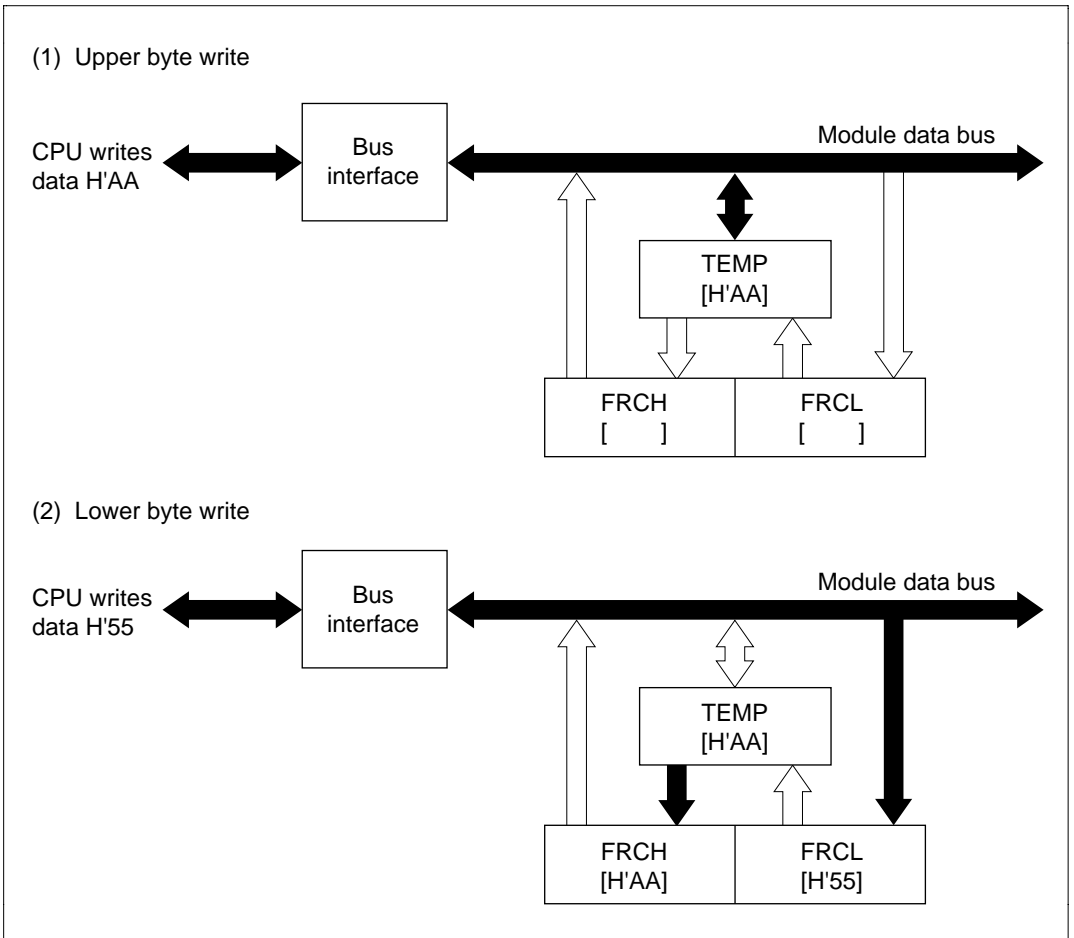 (1) Upper byte write
CPU writes
data H'AA
Bus
interface
Module data bus
TEMP
[H'AA]
FRCH
[ ]
FRCL
[ ]
(2) Lower byte write
CPU writes
data H'55
Bus
interface
Module data bus
TEMP
[H'AA]
FRCH
[H'AA]
FRCL
[H'55]